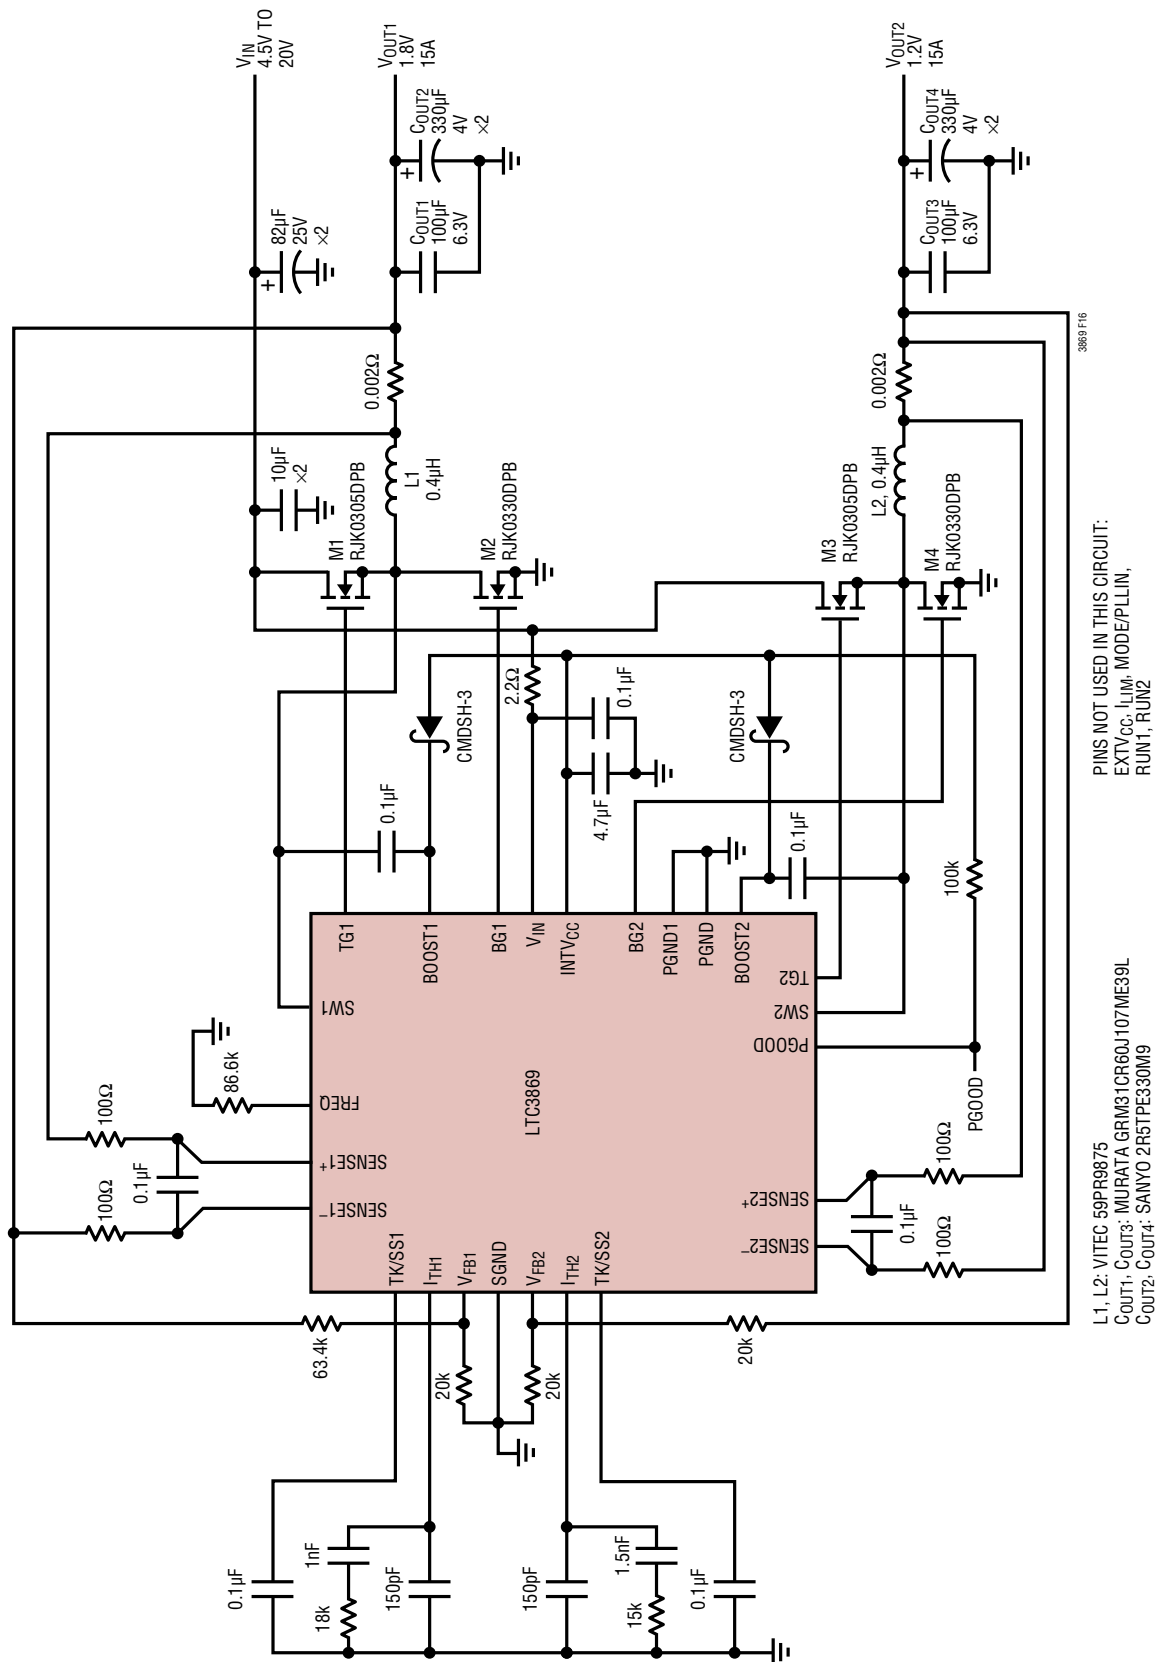 VIN
4.5V TO
20V
82µF
25V
×2
10µF
×2
VOUT1
1.8V
15A
COUT2
330µF
4V
×2
COUT1
100µF
6.3V
0.002Ω
L1
0.4µH
M1
RJK0305DPB
M2
RJK0330DPB
VOUT2
1.2V
15A
COUT4
330µF
4V
×2
COUT3
100µF
6.3V
0.002Ω
L2, 0.4µH
M3
RJK0305DPB
M4
RJK0330DPB
3869 F16
2.2Ω
0.1µF
CMDSH-3
4.7µF
CMDSH-3
0.1µF
0.1µF
100k
TG1
BOOST1
BG1
VIN
INTVCC
BG2
PGND1
PGND
BOOST2
TG2
SW2
PGOOD
SW1
FREQ
SENSE1+
SENSE1–
LTC3869
SENSE2+
SENSE2–
TK/SS1
ITH1
VFB1
SGND
VFB2
ITH2
TK/SS2
86.6k
100Ω
0.1µF
100Ω
PGOOD
100Ω
0.1µF
100Ω
63.4k
20k
20k
20k
0.1µF
1nF
18k
150pF
150pF
1.5nF
15k
0.1µF
L1, L2: VITEC 59PR9875
COUT1, COUT3: MURATA GRM31CR60J107ME39L
COUT2, COUT4: SANYO 2R5TPE330M9
PINS NOT USED IN THIS CIRCUIT:
EXTVCC, ILIM, MODE/PLLIN,
RUN1, RUN2